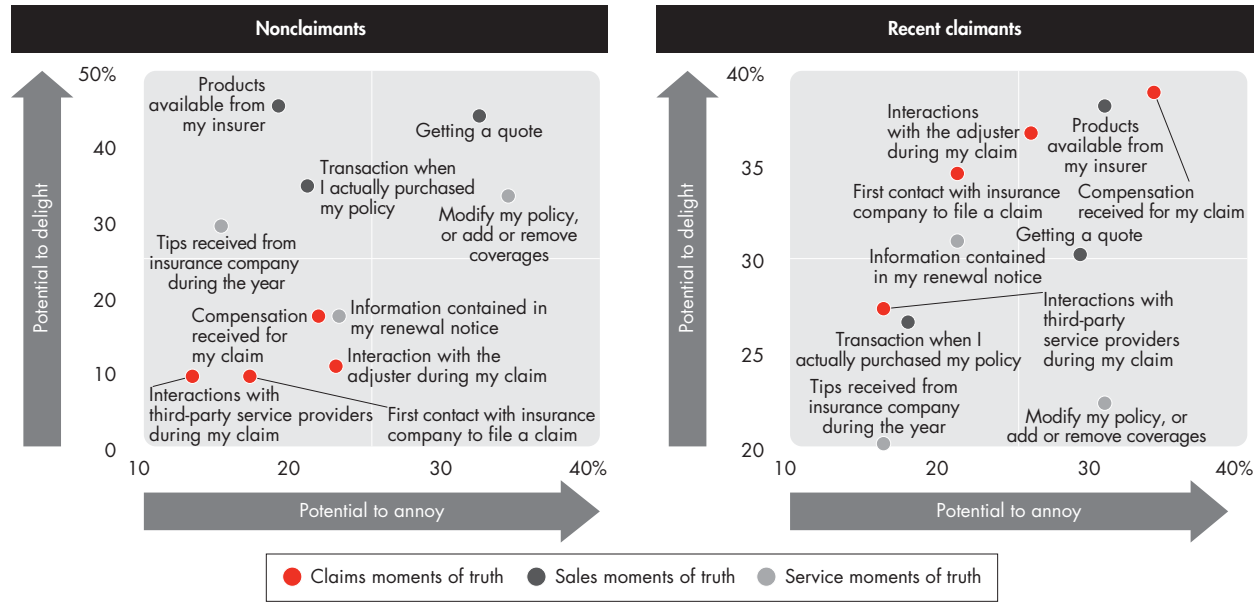 Nonclaimants
50%
40
30
20
10
0
Potential to delight
Products
available from
my insurer
Getting a quote
Transaction when
I actually purchased
my policy
Modify my policy,
or add or remove
coverages
Tips received from
insurance company
during the year
Compensation
received for
my claim
Information contained in
my renewal notice
Interaction with the
adjuster during my claim
Interactions with
third-party service providers
during my claim
First contact with insurance
company to file a claim
10
20
30
40%
Potential to annoy
Recent claimants
40%
35
30
25
20
Potential to delight
Interactions
with the adjuster
during my claim
Products
available from
my insurer
First contact with insurance
company to file a claim
Compensation
received for my claim
Getting a quote
Information contained
in my renewal notice
Interactions with
third-party
service providers
during my claim
Transaction when I
actually purchased my policy
Tips received from
insurance company
during the year
Modify my policy, or
add or remove coverages
10
20
30
40%
Potential to annoy
Claims moments of truth
Sales moments of truth
Service moments of truth